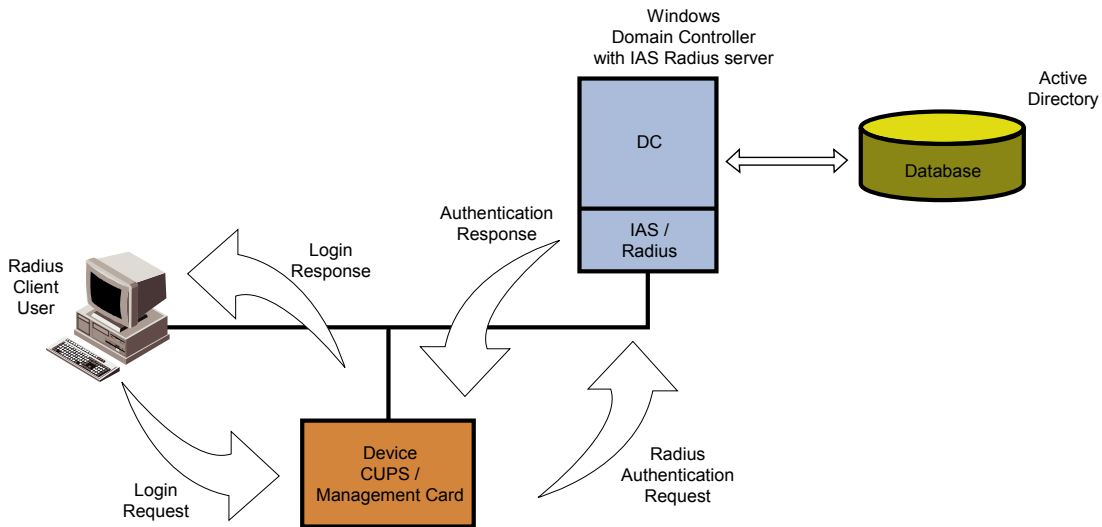 Windows
Domain Controller
with IAS Radius server
Active
Directory
DC
Database
Authentication
Response
IAS /
Radius
Login
Response
Radius
Client
User
Device
CUPS /
Management Card
Radius
Authentication
Request
Login
Request